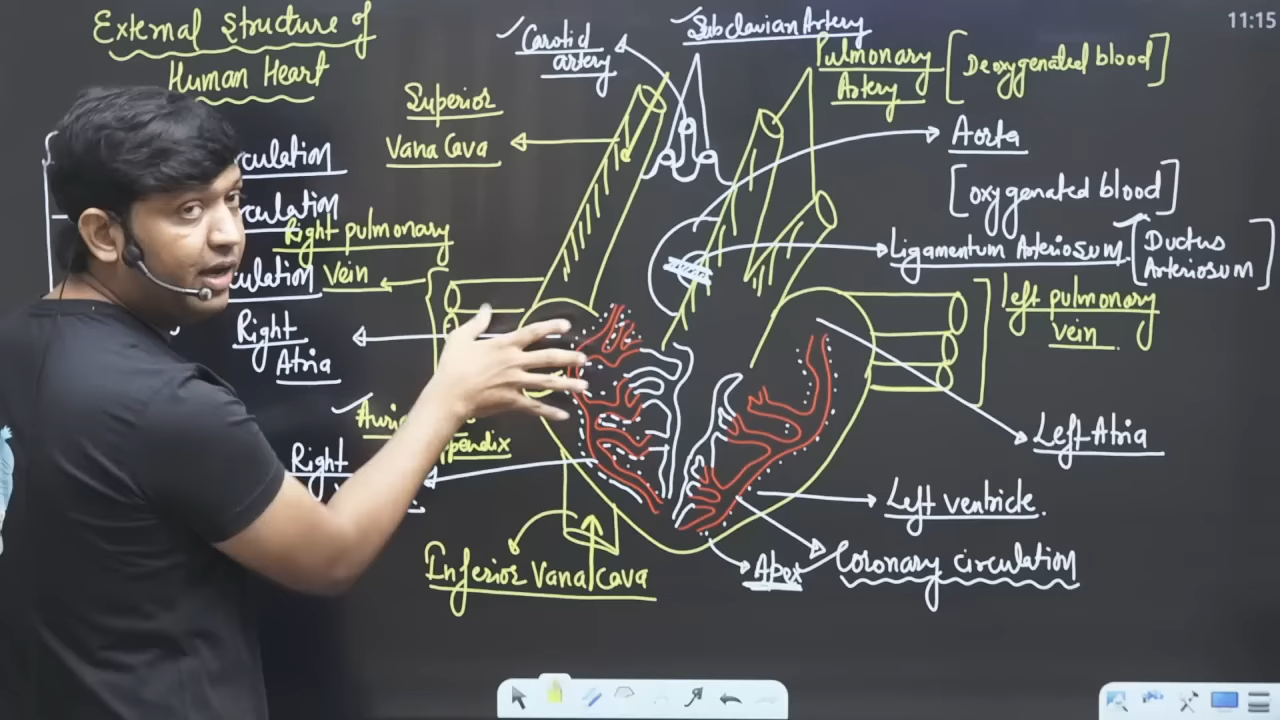 External Structure of
Human Heart
Carotid
artery
Subclavian Artery
11:15
Pulmonary
Artery
[Deoxygenated blood]
Superior
Vana Cava
Aorta
[oxygenated blood]
Right pulmonary
vein
Ligamentum Arteriosum
[Ductus
Arteriosum]
Left pulmonary
vein
Right
Atria
Left Atria
Right
Left ventricle.
Inferior Vana Cava
Apex
Coronary circulation